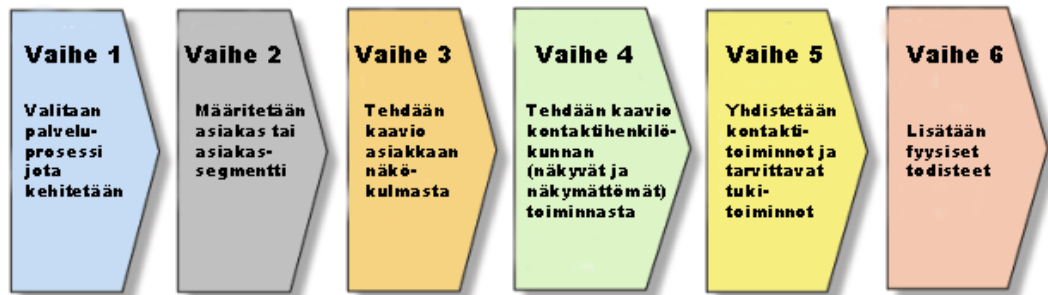 Vaihe 1
Valitaan
palvelu-
prosessi
jota
kehitetään
Vaihe 2
Määritetään
asiakas tai
asiakas-
segmentti
Vaihe 3
Tehdään
kaavio
asiakkaan
näkö-
kulmasta
Vaihe 4
Tehdään kaavio
kontaktihenkilö-
kunnan
(näkyvät ja
näkymättömät)
toiminnasta
Vaihe 5
Yhdistetään
kontakti-
toiminnot ja
tarvittavat
tuki-
toiminnot
Vaihe 6
Lisätään
fyysiset
todisteet